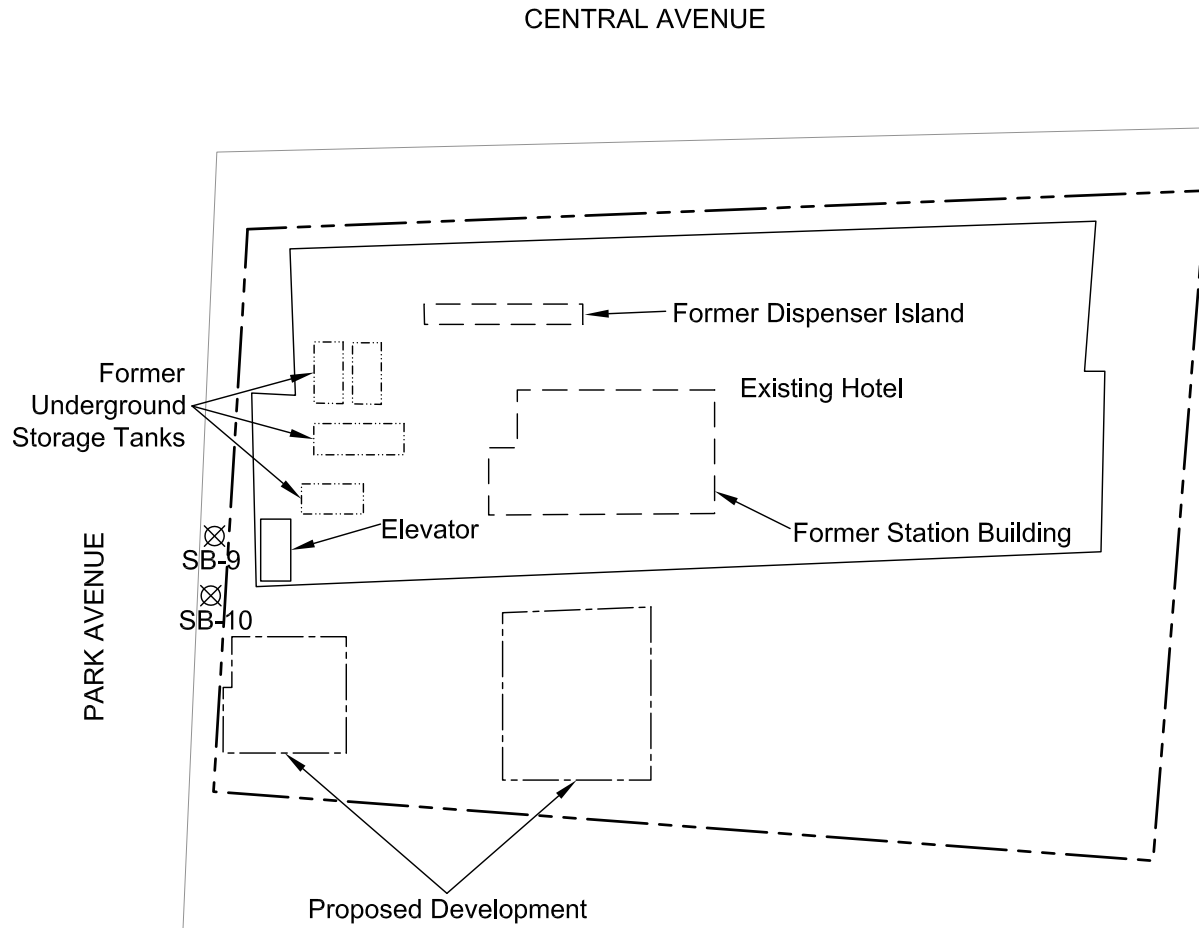 CENTRAL AVENUE
Former Dispenser Island
Former
Underground
Storage Tanks
Existing Hotel
Elevator
Former Station Building
SB-9
SB-10
PARK AVENUE
Proposed Development